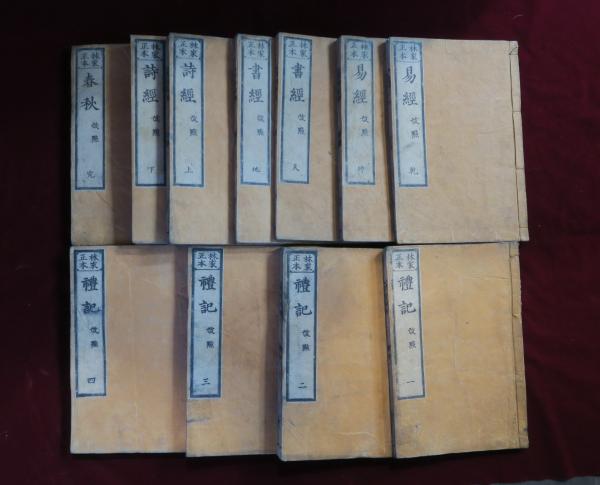 林家正本
易經 改點 乾
林家正本
易經 改點 坤
林家正本
書經 改點 天
林家正本
書經 改點 地
林家正本
詩經 改點 上
林家正本
詩經 改點 下
林家正本
春秋 改點 完
林家正本
禮記 改點 一
林家正本
禮記 改點 二
林家正本
禮記 改點 三
林家正本
禮記 改點 四